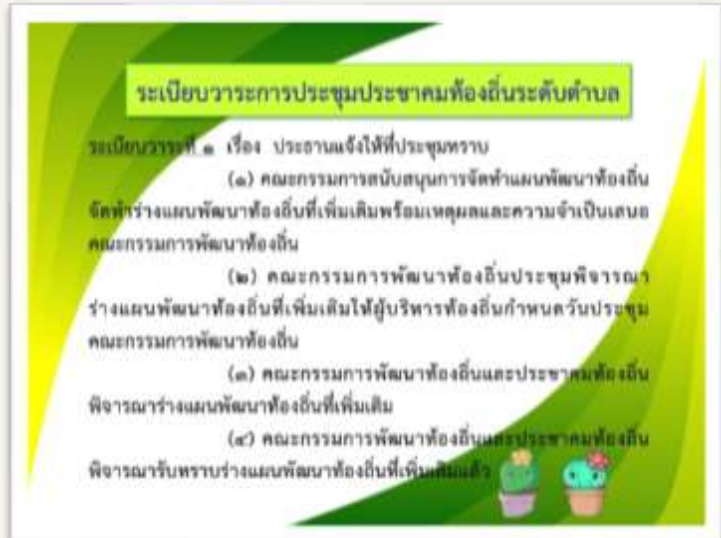 ระเบียบวาระการประชุมประชาคมท้องถิ่นระดับตำบล
ระเบียบวาระที่ ๑ เรื่อง ประธานแจ้งให้ที่ประชุมทราบ
(๑) คณะกรรมการสนับสนุนการจัดทำแผนพัฒนาท้องถิ่น
จัดทำร่างแผนพัฒนาท้องถิ่นที่เพิ่มเติมพร้อมเหตุผลและความจำเป็นเสนอ
คณะกรรมการพัฒนาท้องถิ่น
(๒) คณะกรรมการพัฒนาท้องถิ่นประชุมพิจารณา
ร่างแผนพัฒนาท้องถิ่นที่เพิ่มเติมให้ผู้บริหารท้องถิ่นกำหนดวันประชุม
คณะกรรมการพัฒนาท้องถิ่น
(๓) คณะกรรมการพัฒนาท้องถิ่นและประชาคมท้องถิ่น
พิจารณาร่างแผนพัฒนาท้องถิ่นที่เพิ่มเติม
(๔) คณะกรรมการพัฒนาท้องถิ่นและประชาคมท้องถิ่น
พิจารณารับทราบร่างแผนพัฒนาท้องถิ่นที่เพิ่มเติมแล้ว